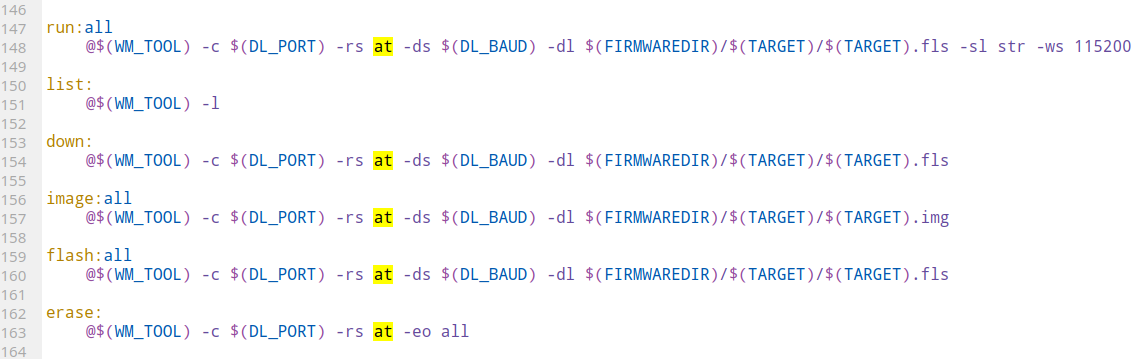 146
147 run:all
148 @$(WM_TOOL) -c $(DL_PORT) -rs at -ds $(DL_BAUD) -dl $(FIRMWAREDIR)/$(TARGET)/$(TARGET).fls -sl str -ws 115200
149
150 list:
151 @$(WM_TOOL) -l
152
153 down:
154 @$(WM_TOOL) -c $(DL_PORT) -rs at -ds $(DL_BAUD) -dl $(FIRMWAREDIR)/$(TARGET)/$(TARGET).fls
155
156 image:all
157 @$(WM_TOOL) -c $(DL_PORT) -rs at -ds $(DL_BAUD) -dl $(FIRMWAREDIR)/$(TARGET)/$(TARGET).img
158
159 flash:all
160 @$(WM_TOOL) -c $(DL_PORT) -rs at -ds $(DL_BAUD) -dl $(FIRMWAREDIR)/$(TARGET)/$(TARGET).fls
161
162 erase:
163 @$(WM_TOOL) -c $(DL_PORT) -rs at -eo all
164